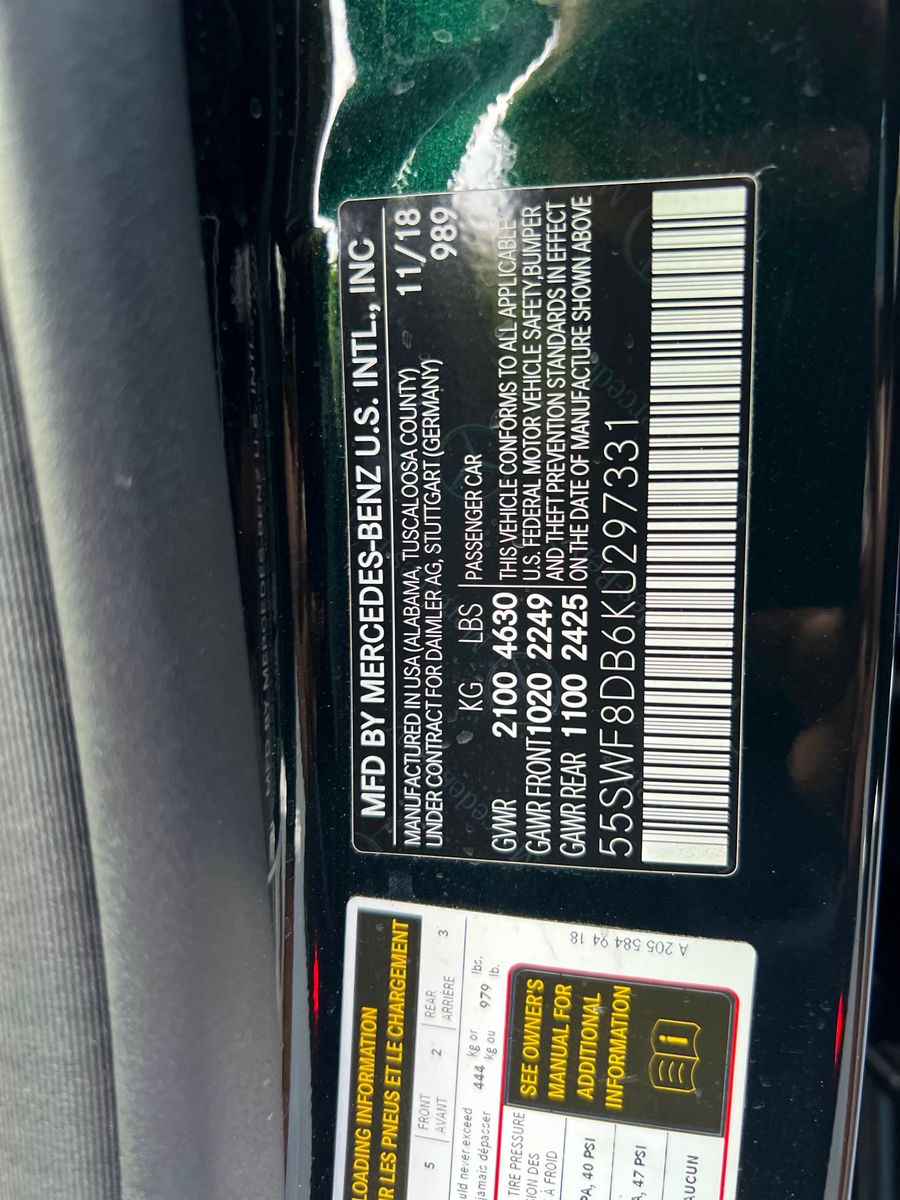 MFD BY MERCEDES-BENZ U.S. INTL., INC
MANUFACTURED IN USA (ALABAMA, TUSCALOOSA COUNTY) 11/18
UNDER CONTRACT FOR DAIMLER AG, STUTTGART (GERMANY) 989
KG LBS PASSENGER CAR
GVWR 2100 4630 THIS VEHICLE CONFORMS TO ALL APPLICABLE
GAWR FRONT 1020 2249 U.S. FEDERAL MOTOR VEHICLE SAFETY,BUMPER
GAWR REAR 1100 2425 AND THEFT PREVENTION STANDARDS IN EFFECT
ON THE DATE OF MANUFACTURE SHOWN ABOVE
55SWF8DB6KU297331
LOADING INFORMATION
LES PNEUS ET LE CHARGEMENT
5 FRONT 2 REAR 3
AVANT ARRIÈRE
never exceed 444 kg or 979 lbs.
jamais dépasser kg ou lb.
TIRE PRESSURE
DES
À FROID
40 PSI
47 PSI
AUCUN
SEE OWNER'S
MANUAL FOR
ADDITIONAL
INFORMATION
A 205 584 94 18